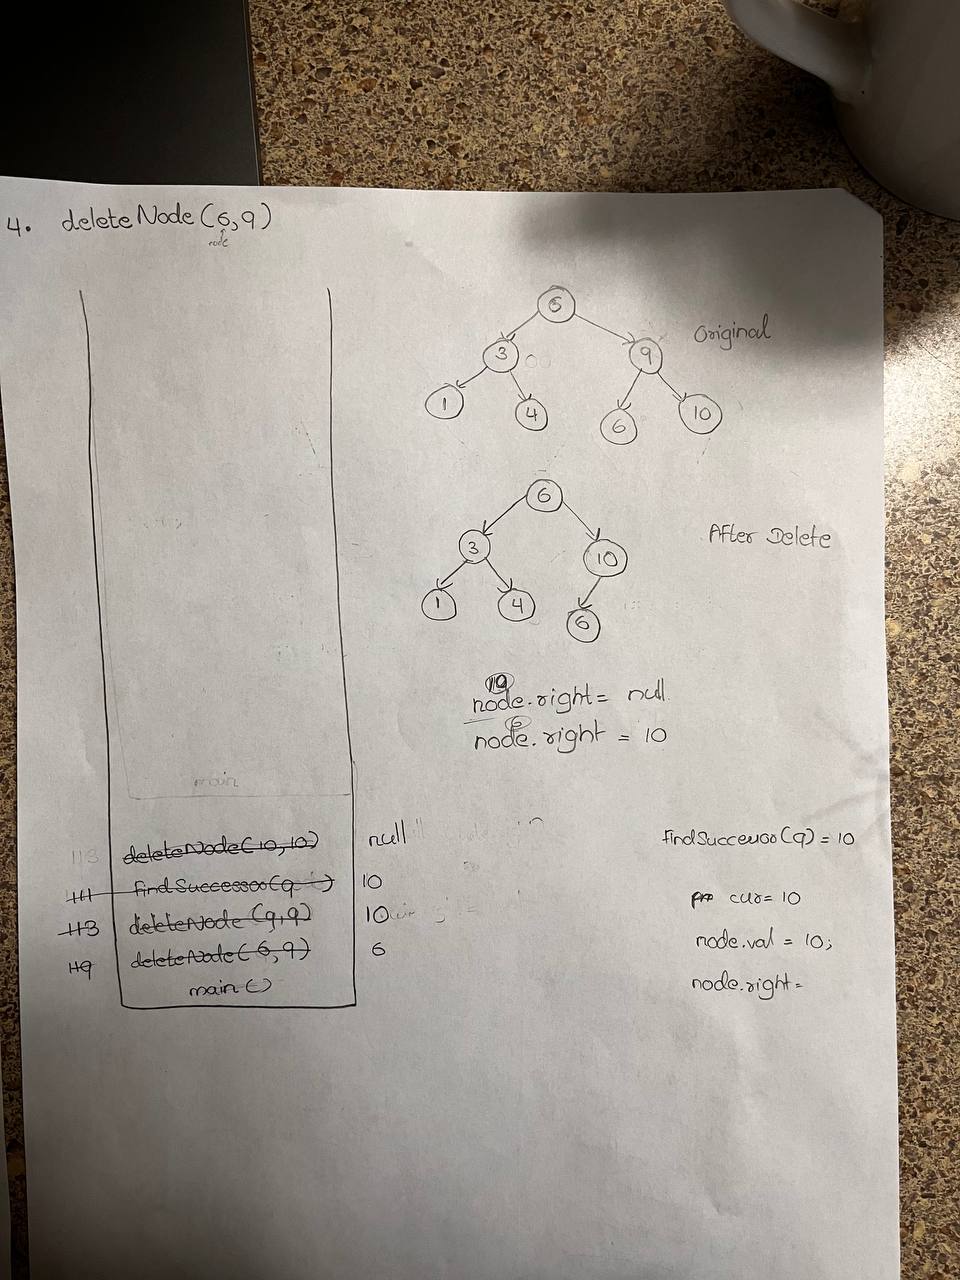 4. deleteNode(6,9)
node
6
Original
3
9
1
4
6
10
6
After Delete
3
10
1
4
6
10
node.right = null
6
node.right = 10
main
113 deleteNode(10,10) null
141 findSuccessor(9) 10
113 deleteNode(9,9) 10
119 deleteNode(6,9) 6
main()
findSuccessor(9) = 10
cur = 10
node.val = 10;
node.right =